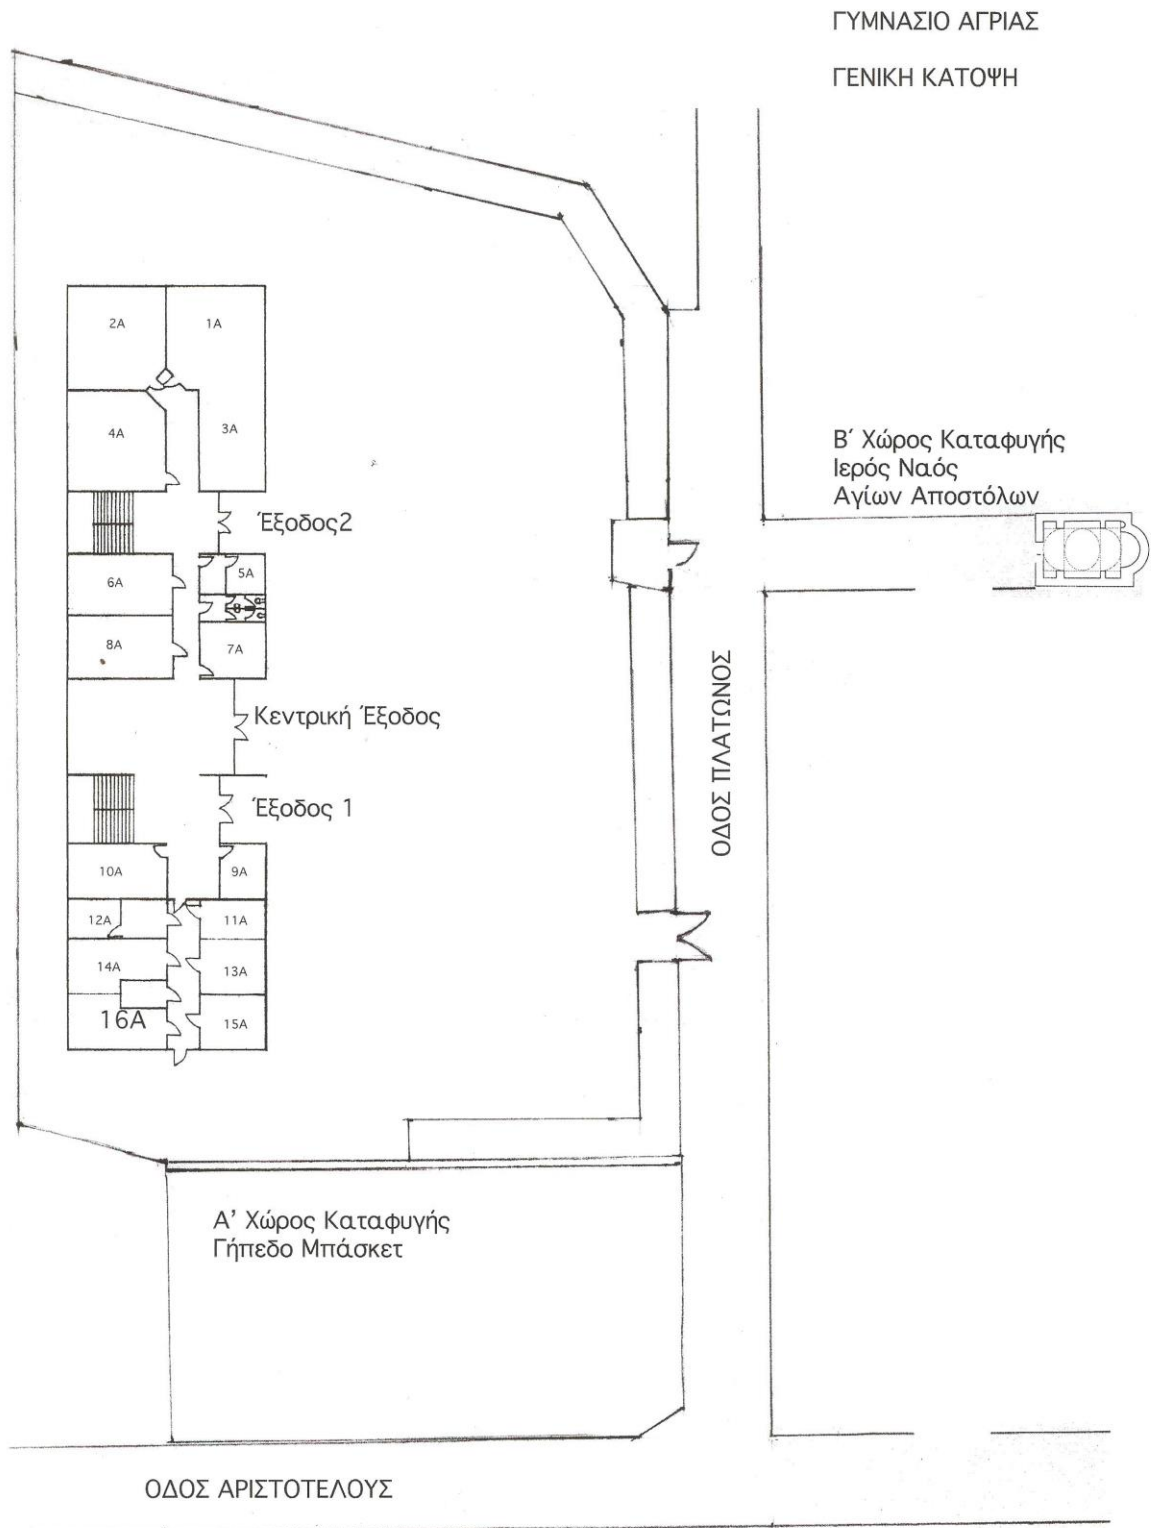 ΓΥΜΝΑΣΙΟ ΑΓΡΙΑΣ
ΓΕΝΙΚΗ ΚΑΤΟΨΗ
2A
1A
4A
3A
Β΄ Χώρος Καταφυγής
Ιερός Ναός
Αγίων Αποστόλων
Έξοδος2
6A
5A
8A
7A
Κεντρική Έξοδος
ΟΔΟΣ ΠΛΑΤΩΝΟΣ
Έξοδος 1
10A
9A
12A
11A
14A
13A
16A
15A
Α' Χώρος Καταφυγής
Γήπεδο Μπάσκετ
ΟΔΟΣ ΑΡΙΣΤΟΤΕΛΟΥΣ